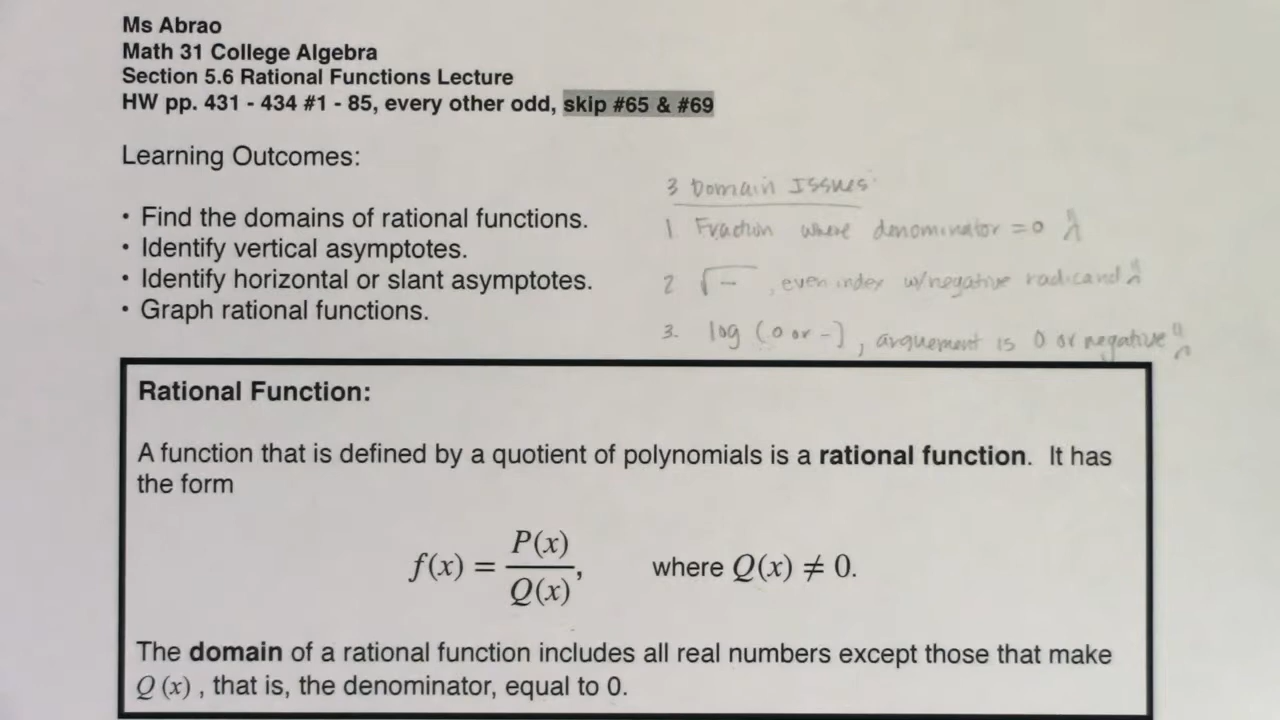 Ms Abrao
Math 31 College Algebra
Section 5.6 Rational Functions Lecture
HW pp. 431 - 434 #1 - 85, every other odd, skip #65 & #69
Learning Outcomes:
• Find the domains of rational functions.
• Identify vertical asymptotes.
• Identify horizontal or slant asymptotes.
• Graph rational functions.
3 Domain Issues:
1 Fraction where denominator = 0
2 √− , even index w/negative radicand
3. log (0 or −], arguement is 0 or negative
Rational Function:
A function that is defined by a quotient of polynomials is a rational function. It has
the form
f(x) = P(x)/Q(x), where Q(x) ≠ 0.
The domain of a rational function includes all real numbers except those that make
Q (x) , that is, the denominator, equal to 0.